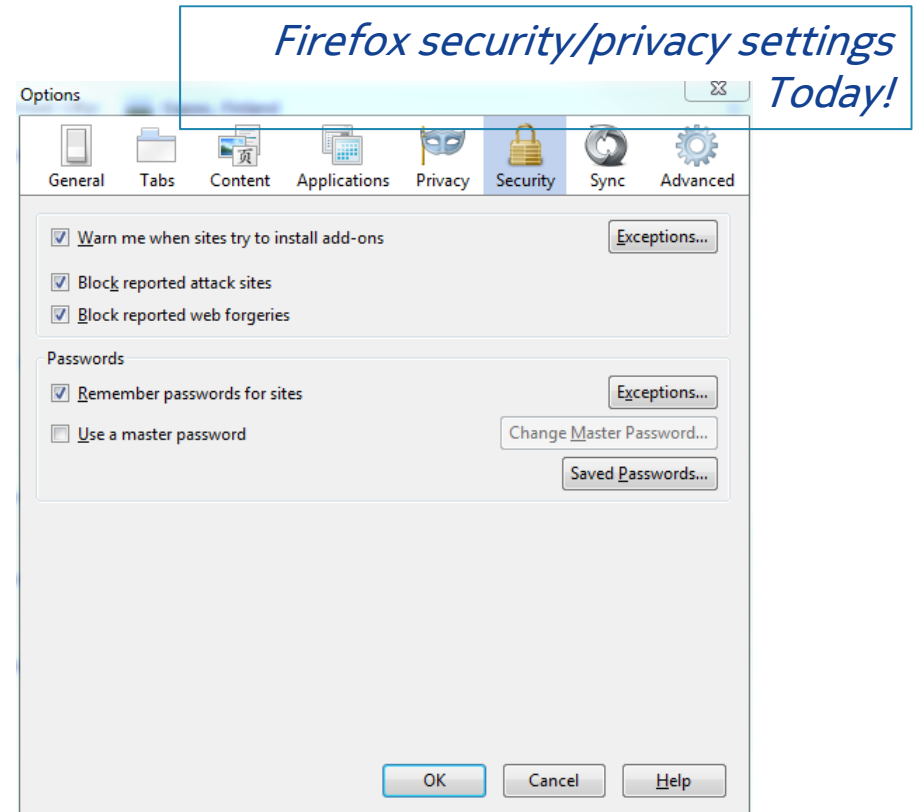 Firefox security/privacy settings
Today!
Options
General Tabs Content Applications Privacy Security Sync Advanced
Warn me when sites try to install add-ons Exceptions...
Block reported attack sites
Block reported web forgeries
Passwords
Remember passwords for sites Exceptions...
Use a master password Change Master Password...
Saved Passwords...
OK Cancel Help